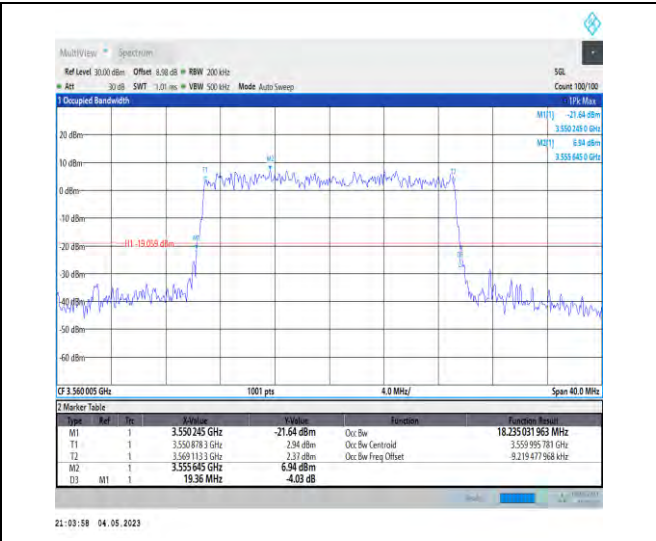 MultiView Spectrum
Ref Level 30.00 dBm Offset 8.98 dB RBW 200 kHz SGL
Att 30 dB SWT 1.01 ms VBW 500 kHz Mode Auto Sweep Count 100/100
1 Occupied Bandwidth 1Pk Max
M1[1] -21.64 dBm
3.550 245 0 GHz
M2[1] 6.94 dBm
3.555 645 0 GHz
20 dBm
10 dBm
0 dBm
-10 dBm
-20 dBm
-30 dBm
-40 dBm
-50 dBm
-60 dBm
T1
M2
T2
M1
H1 -19.059 dBm
CF 3.560 005 GHz 1001 pts 4.0 MHz/ Span 40.0 MHz
2 Marker Table
Type Ref Trc X-Value Y-Value Function Function Result
M1 1 3.550 245 GHz -21.64 dBm Occ Bw 18.235 031 963 MHz
T1 1 3.550 878 3 GHz 2.94 dBm Occ Bw Centroid 3.559 995 781 GHz
T2 1 3.569 113 3 GHz 2.37 dBm Occ Bw Freq Offset -9.219 477 968 kHz
M2 1 3.555 645 GHz 6.94 dBm
D3 M1 1 19.36 MHz -4.03 dB
21:03:58 04.05.2023